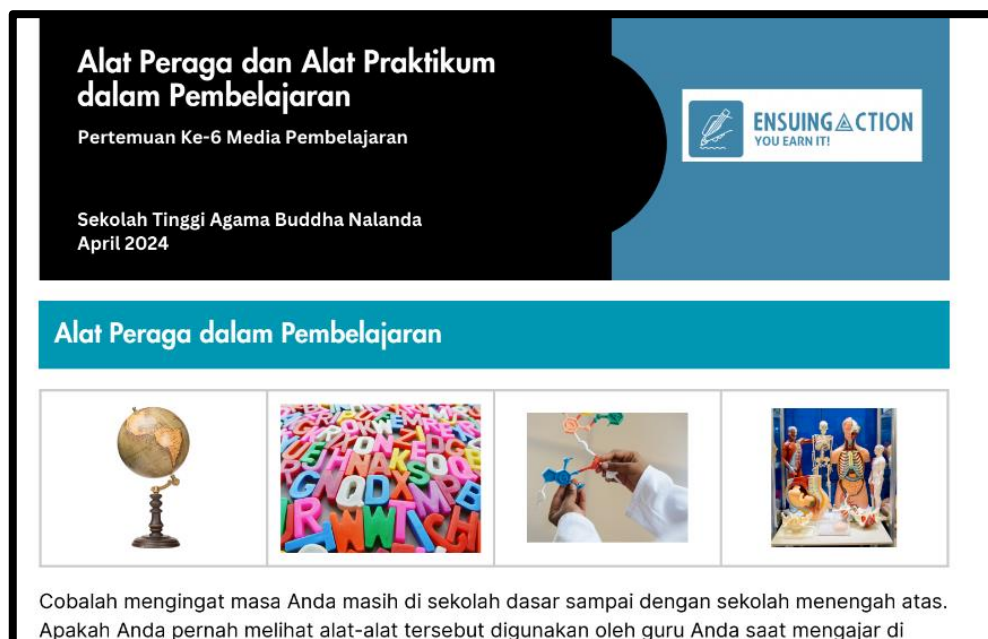 Alat Peraga dan Alat Praktikum
dalam Pembelajaran
Pertemuan Ke-6 Media Pembelajaran
Sekolah Tinggi Agama Buddha Nalanda
April 2024
ENSUING ACTION
YOU EARN IT!
Alat Peraga dalam Pembelajaran
Cobalah mengingat masa Anda masih di sekolah dasar sampai dengan sekolah menengah atas.
Apakah Anda pernah melihat alat-alat tersebut digunakan oleh guru Anda saat mengajar di